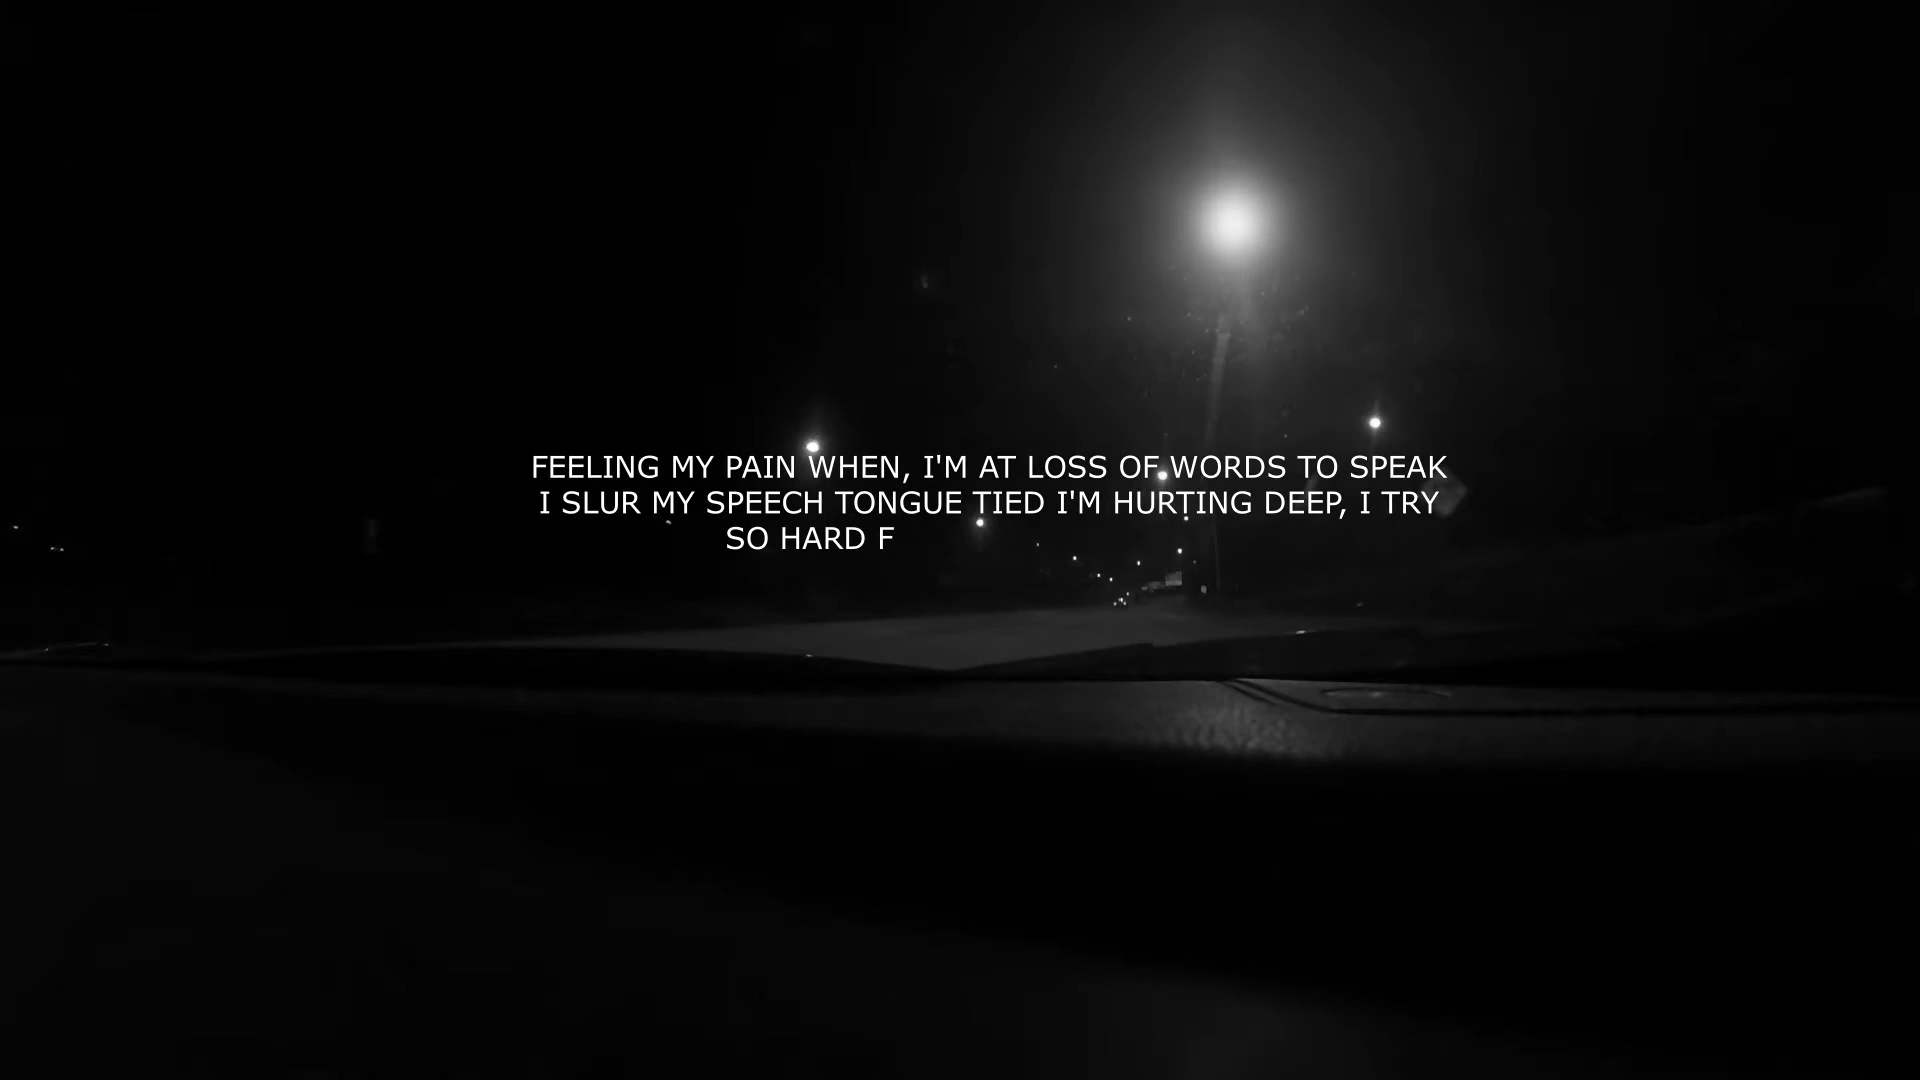 FEELING MY PAIN WHEN, I'M AT LOSS OF WORDS TO SPEAK
I SLUR MY SPEECH TONGUE TIED I'M HURTING DEEP, I TRY
SO HARD F